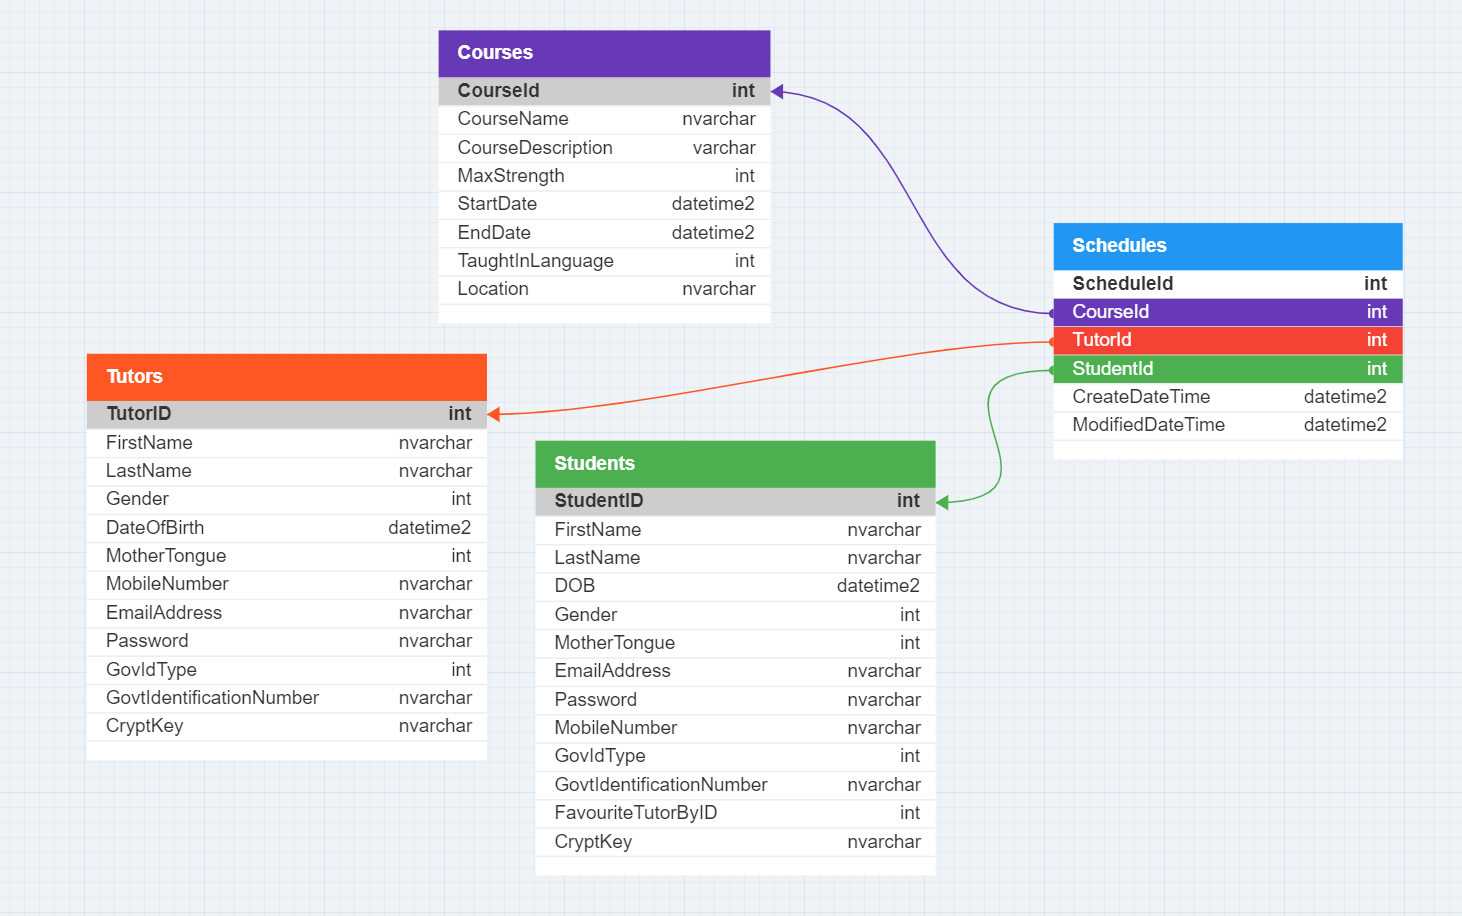 Courses
CourseId int
CourseName nvarchar
CourseDescription varchar
MaxStrength int
StartDate datetime2
EndDate datetime2
TaughtInLanguage int
Location nvarchar
Schedules
ScheduleId int
CourseId int
TutorId int
StudentId int
CreateDateTime datetime2
ModifiedDateTime datetime2
Tutors
TutorID int
FirstName nvarchar
LastName nvarchar
Gender int
DateOfBirth datetime2
MotherTongue int
MobileNumber nvarchar
EmailAddress nvarchar
Password nvarchar
GovIdType int
GovtIdentificationNumber nvarchar
CryptKey nvarchar
Students
StudentID int
FirstName nvarchar
LastName nvarchar
DOB datetime2
Gender int
MotherTongue int
EmailAddress nvarchar
Password nvarchar
MobileNumber nvarchar
GovIdType int
GovtIdentificationNumber nvarchar
FavouriteTutorByID int
CryptKey nvarchar